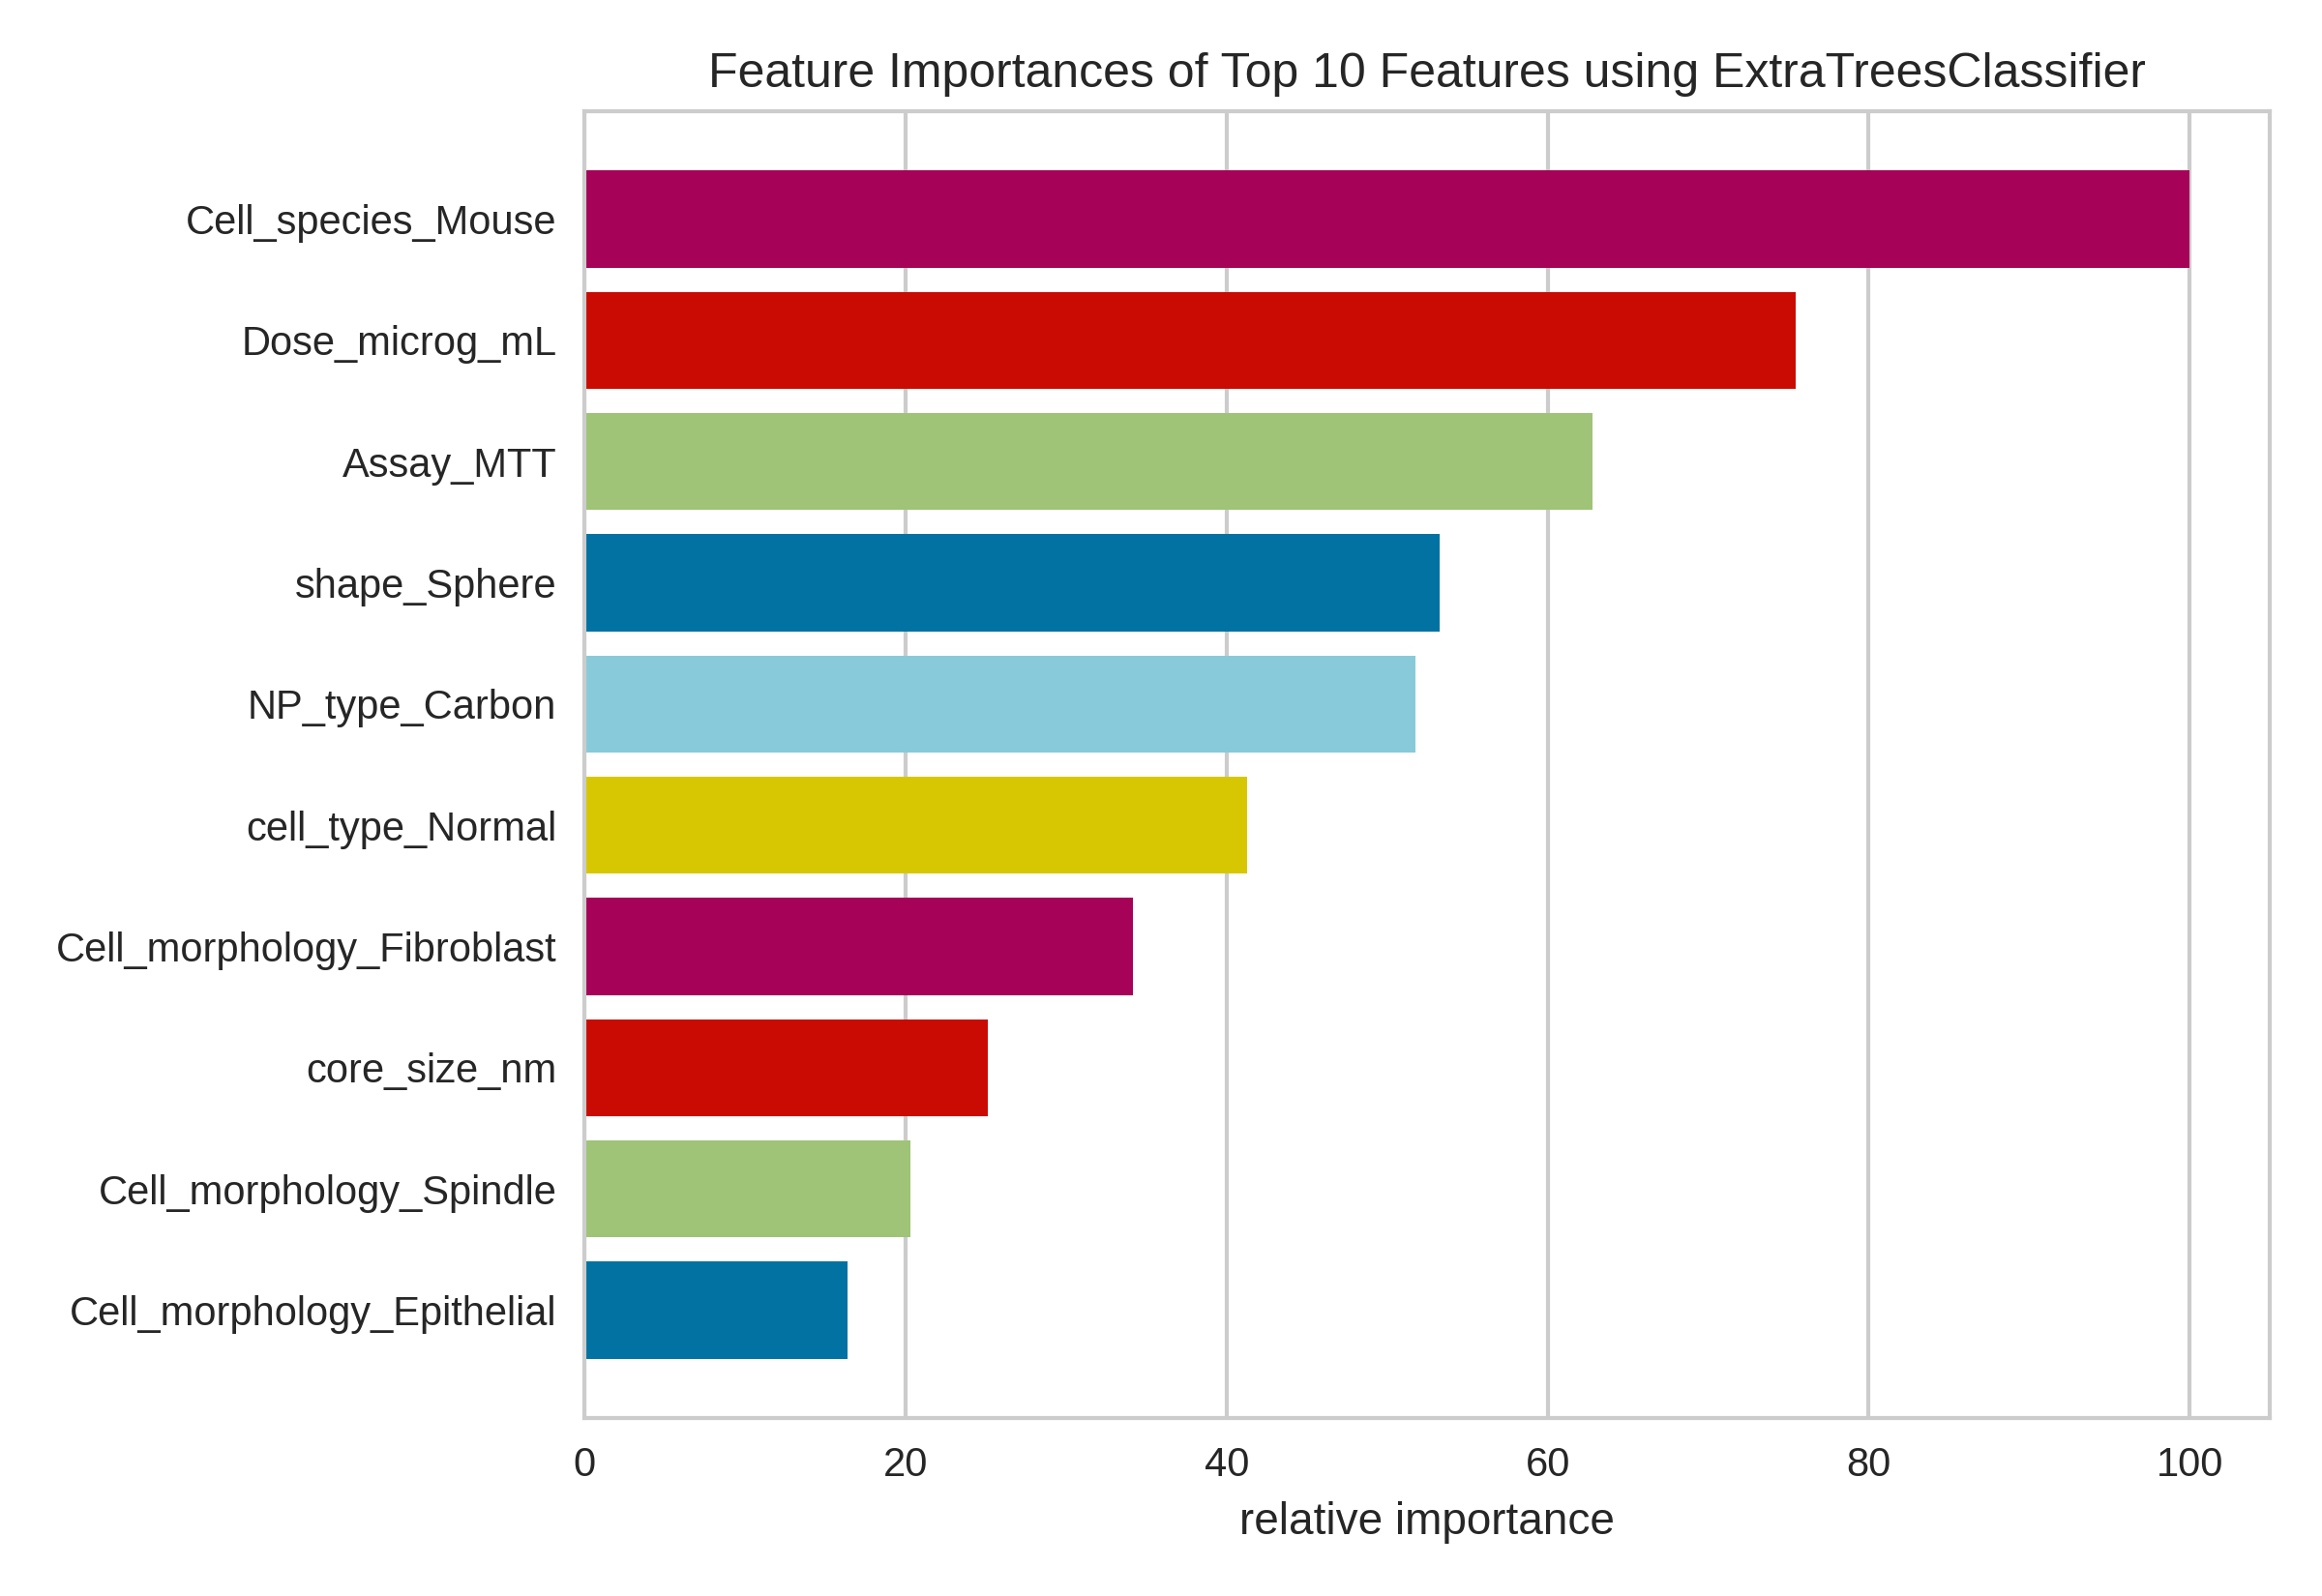 Feature Importances of Top 10 Features using ExtraTreesClassifier
Cell_species_Mouse
Dose_microg_mL
Assay_MTT
shape_Sphere
NP_type_Carbon
cell_type_Normal
Cell_morphology_Fibroblast
core_size_nm
Cell_morphology_Spindle
Cell_morphology_Epithelial
0 20 40 60 80 100
relative importance